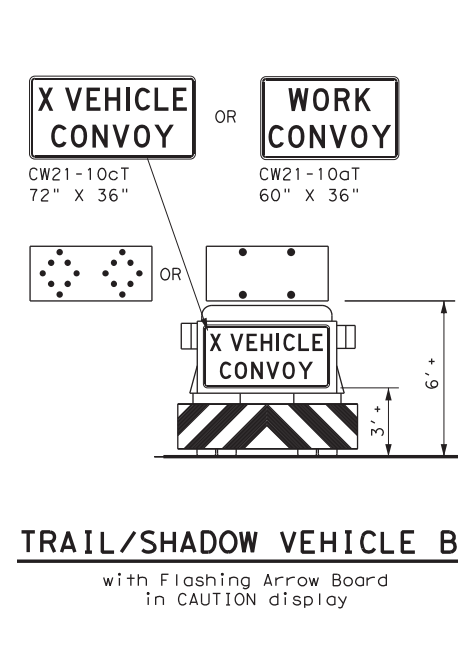 X VEHICLE
CONVOY
OR
WORK
CONVOY
CW21-10cT
72" X 36"
CW21-10aT
60" X 36"
OR
X VEHICLE
CONVOY
6' +
3' +
TRAIL/SHADOW VEHICLE B
with Flashing Arrow Board
in CAUTION display